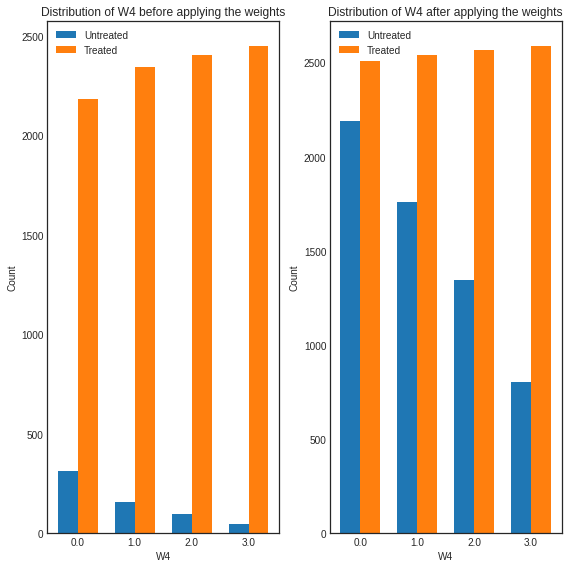 Distribution of W4 before applying the weights
Untreated
Treated
2500
2000
1500
1000
500
0
Count
0.0 1.0 2.0 3.0
W4
Distribution of W4 after applying the weights
Untreated
Treated
2500
2000
1500
1000
500
0
Count
0.0 1.0 2.0 3.0
W4